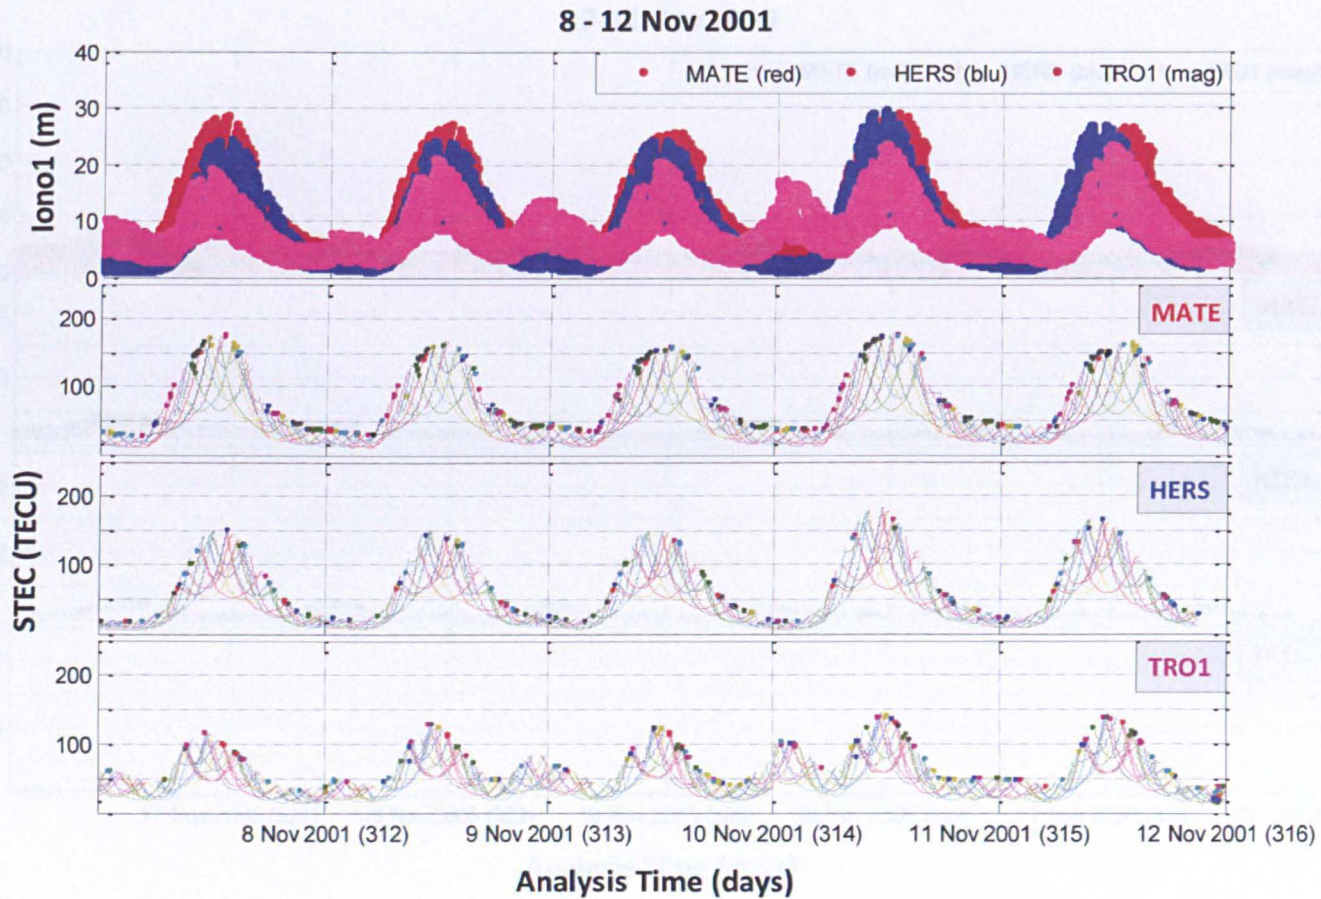 8 - 12 Nov 2001
Iono1 (m)
40
30
20
10
0
MATE (red)
HERS (blu)
TRO1 (mag)
MATE
200
100
STEC (TECU)
HERS
200
100
TRO1
200
100
8 Nov 2001 (312)
9 Nov 2001 (313)
10 Nov 2001 (314)
11 Nov 2001 (315)
12 Nov 2001 (316)
Analysis Time (days)